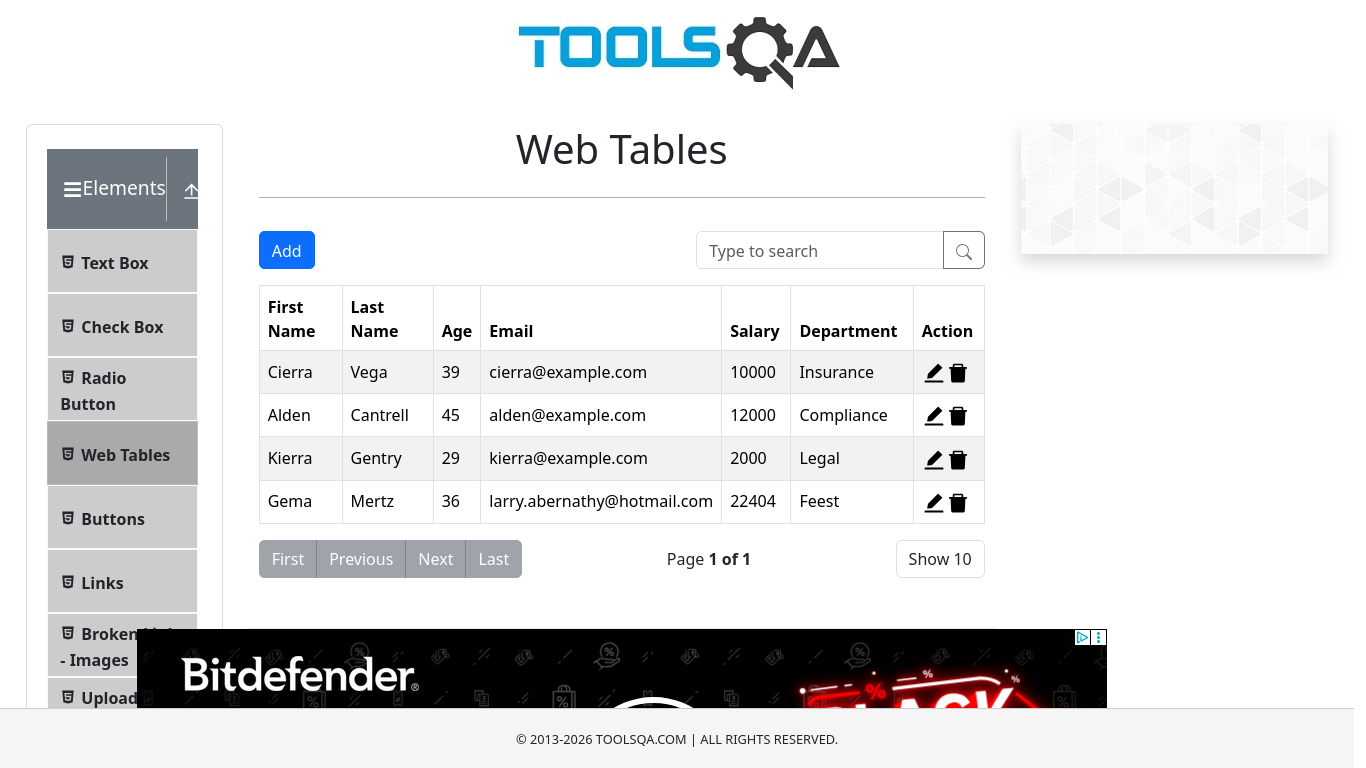 TOOLSQA
Elements
Text Box
Check Box
Radio
Button
Web Tables
Buttons
Links
Broken
- Images
Upload
Web Tables
Add
Type to search
First Name Last Name Age Email Salary Department Action
Cierra Vega 39 cierra@example.com 10000 Insurance
Alden Cantrell 45 alden@example.com 12000 Compliance
Kierra Gentry 29 kierra@example.com 2000 Legal
Gema Mertz 36 larry.abernathy@hotmail.com 22404 Feest
First Previous Next Last
Page 1 of 1
Show 10
Bitdefender®
© 2013-2026 TOOLSQA.COM | ALL RIGHTS RESERVED.